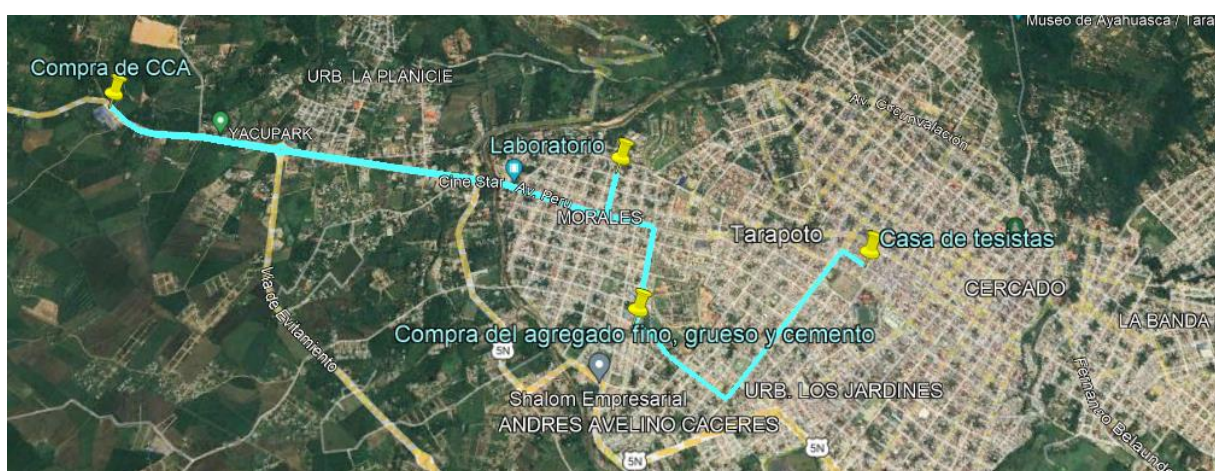 Museo de Ayahuasca / Tara
Compra de CCA
URB. LA PLANICIE
Av. Circunvalación
YACUPARK
Laboratorio
Cine Star
Av. Peru
MORALES
Tarapoto
Casa de tesistas
CERCADO
LA BANDA
Vía de Evitamiento
Compra del agregado fino, grueso y cemento
5N
Shalom Empresarial
URB. LOS JARDINES
Fernando Belaunde
ANDRES AVELINO CACERES
5N
5N